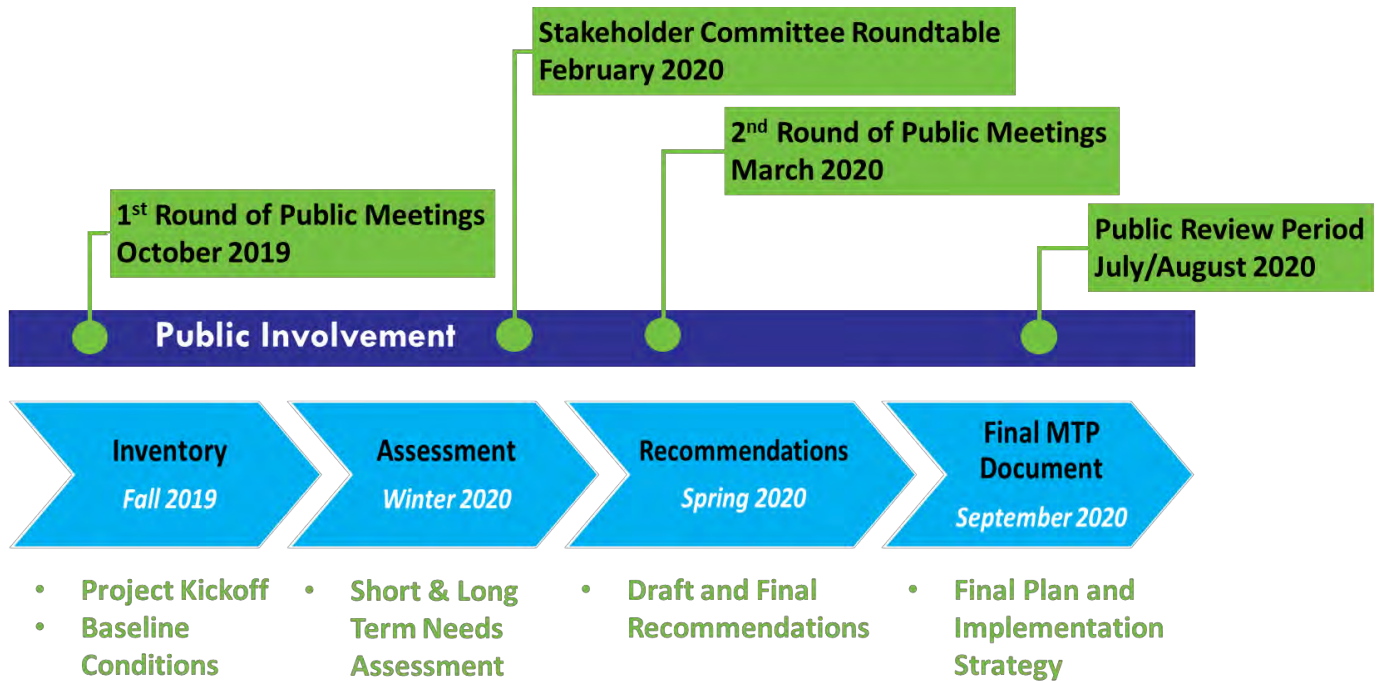 Stakeholder Committee Roundtable
February 2020
2nd Round of Public Meetings
March 2020
1st Round of Public Meetings
October 2019
Public Review Period
July/August 2020
Public Involvement
Inventory
Fall 2019
Assessment
Winter 2020
Recommendations
Spring 2020
Final MTP
Document
September 2020
• Project Kickoff
• Baseline
Conditions
• Short & Long
Term Needs
Assessment
• Draft and Final
Recommendations
• Final Plan and
Implementation
Strategy